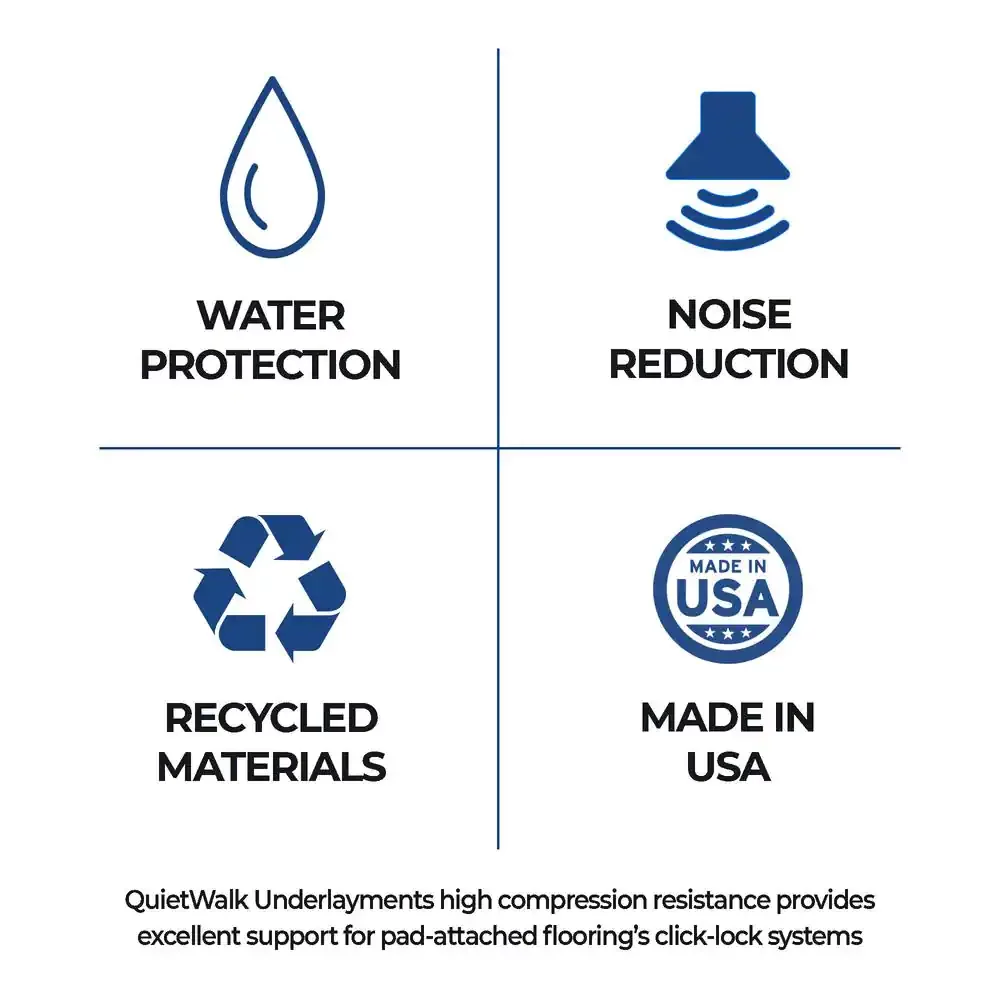 WATER
PROTECTION
NOISE
REDUCTION
MADE IN
USA
RECYCLED
MATERIALS
MADE IN
USA
QuietWalk Underlayments high compression resistance provides
excellent support for pad-attached flooring's click-lock systems